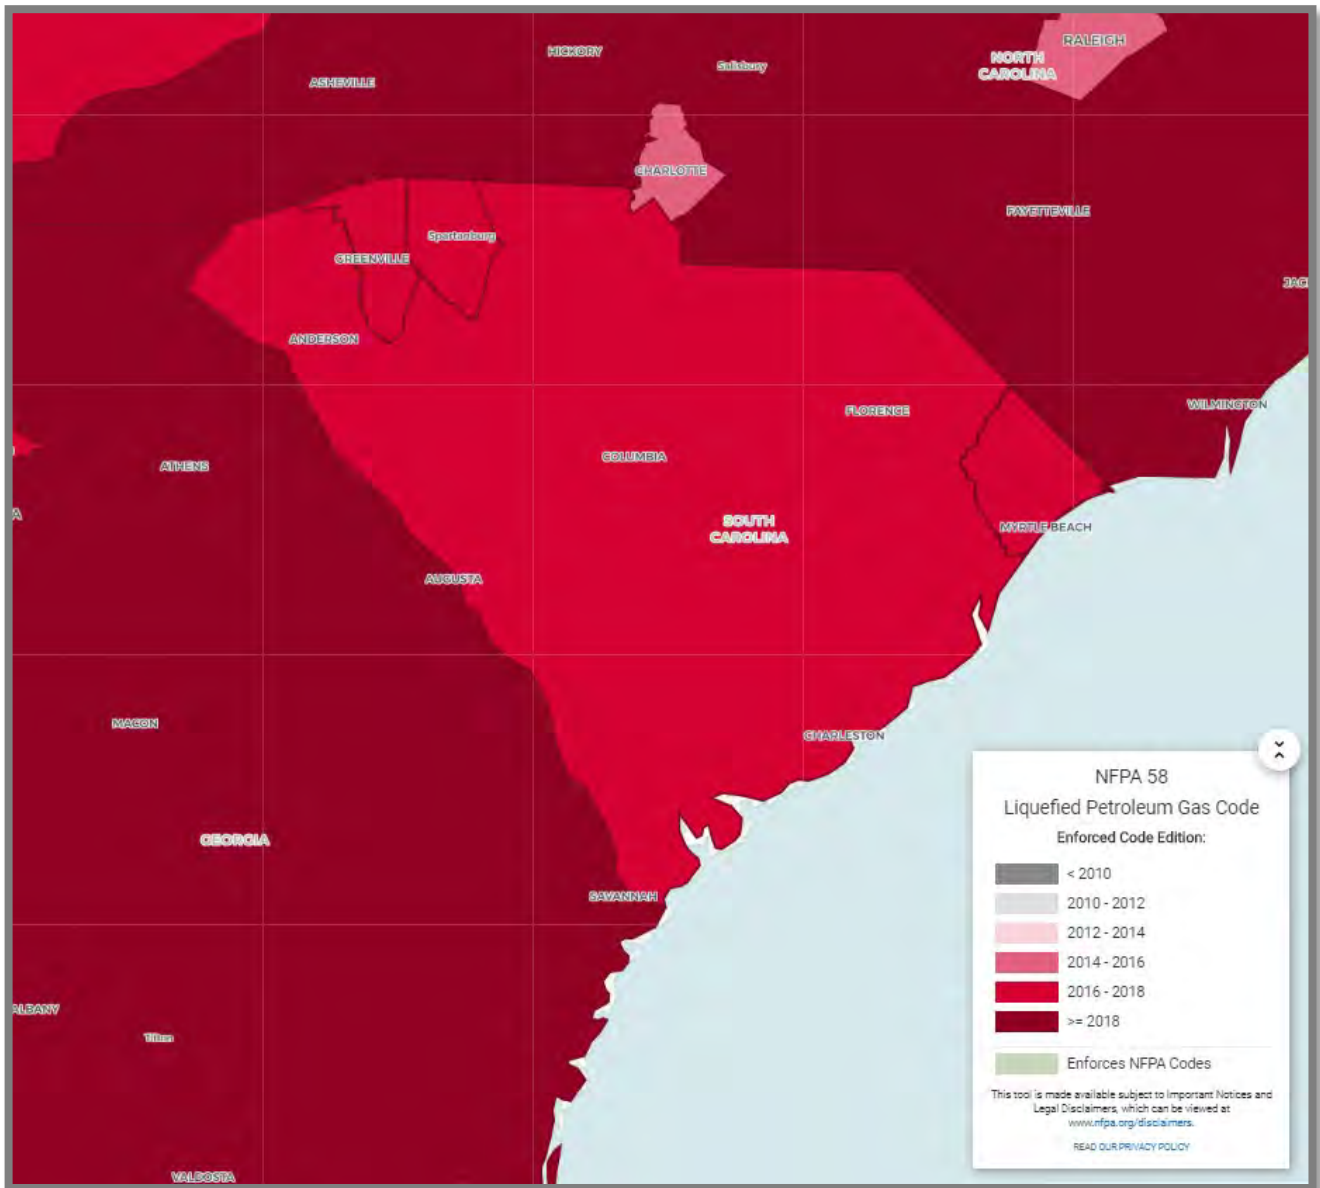 RALEIGH
HICKORY
NORTH
CAROLINA
Salisbury
ASHEVILLE
CHARLOTTE
FAYETTEVILLE
Spartanburg
GREENVILLE
JAC
ANDERSON
WILMINGTON
FLORENCE
COLUMBIA
ATHENS
A
SOUTH
CAROLINA
MYRTLE BEACH
AUGUSTA
MACON
CHARLESTON
GEORGIA
SAVANNAH
ALBANY
Tifton
VALDOSTA
NFPA 58
Liquefied Petroleum Gas Code
Enforced Code Edition:
< 2010
2010 - 2012
2012 - 2014
2014 - 2016
2016 - 2018
>= 2018
Enforces NFPA Codes
This tool is made available subject to Important Notices and
Legal Disclaimers, which can be viewed at
www.nfpa.org/disclaimers.
READ OUR PRIVACY POLICY